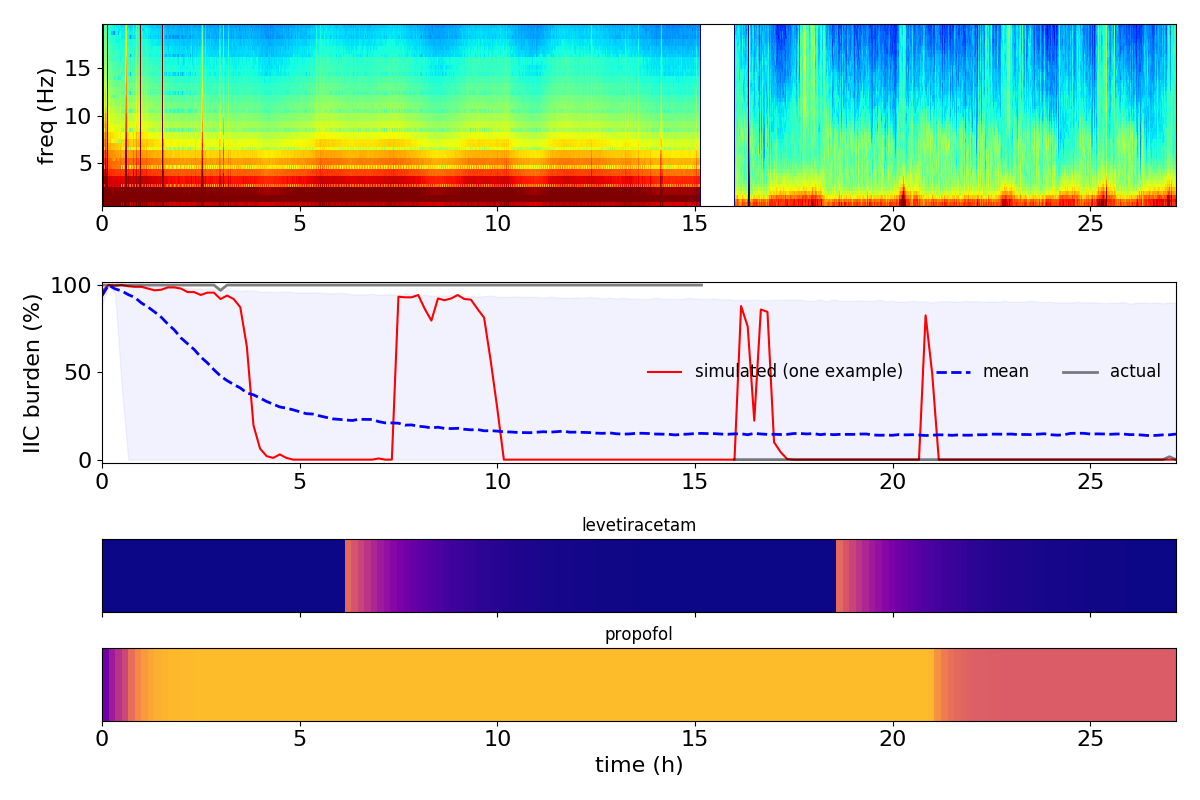 freq (Hz)
15
10
5
0 5 10 15 20 25
IIC burden (%)
100
50
0
simulated (one example) mean actual
0 5 10 15 20 25
levetiracetam
propofol
0 5 10 15 20 25
time (h)